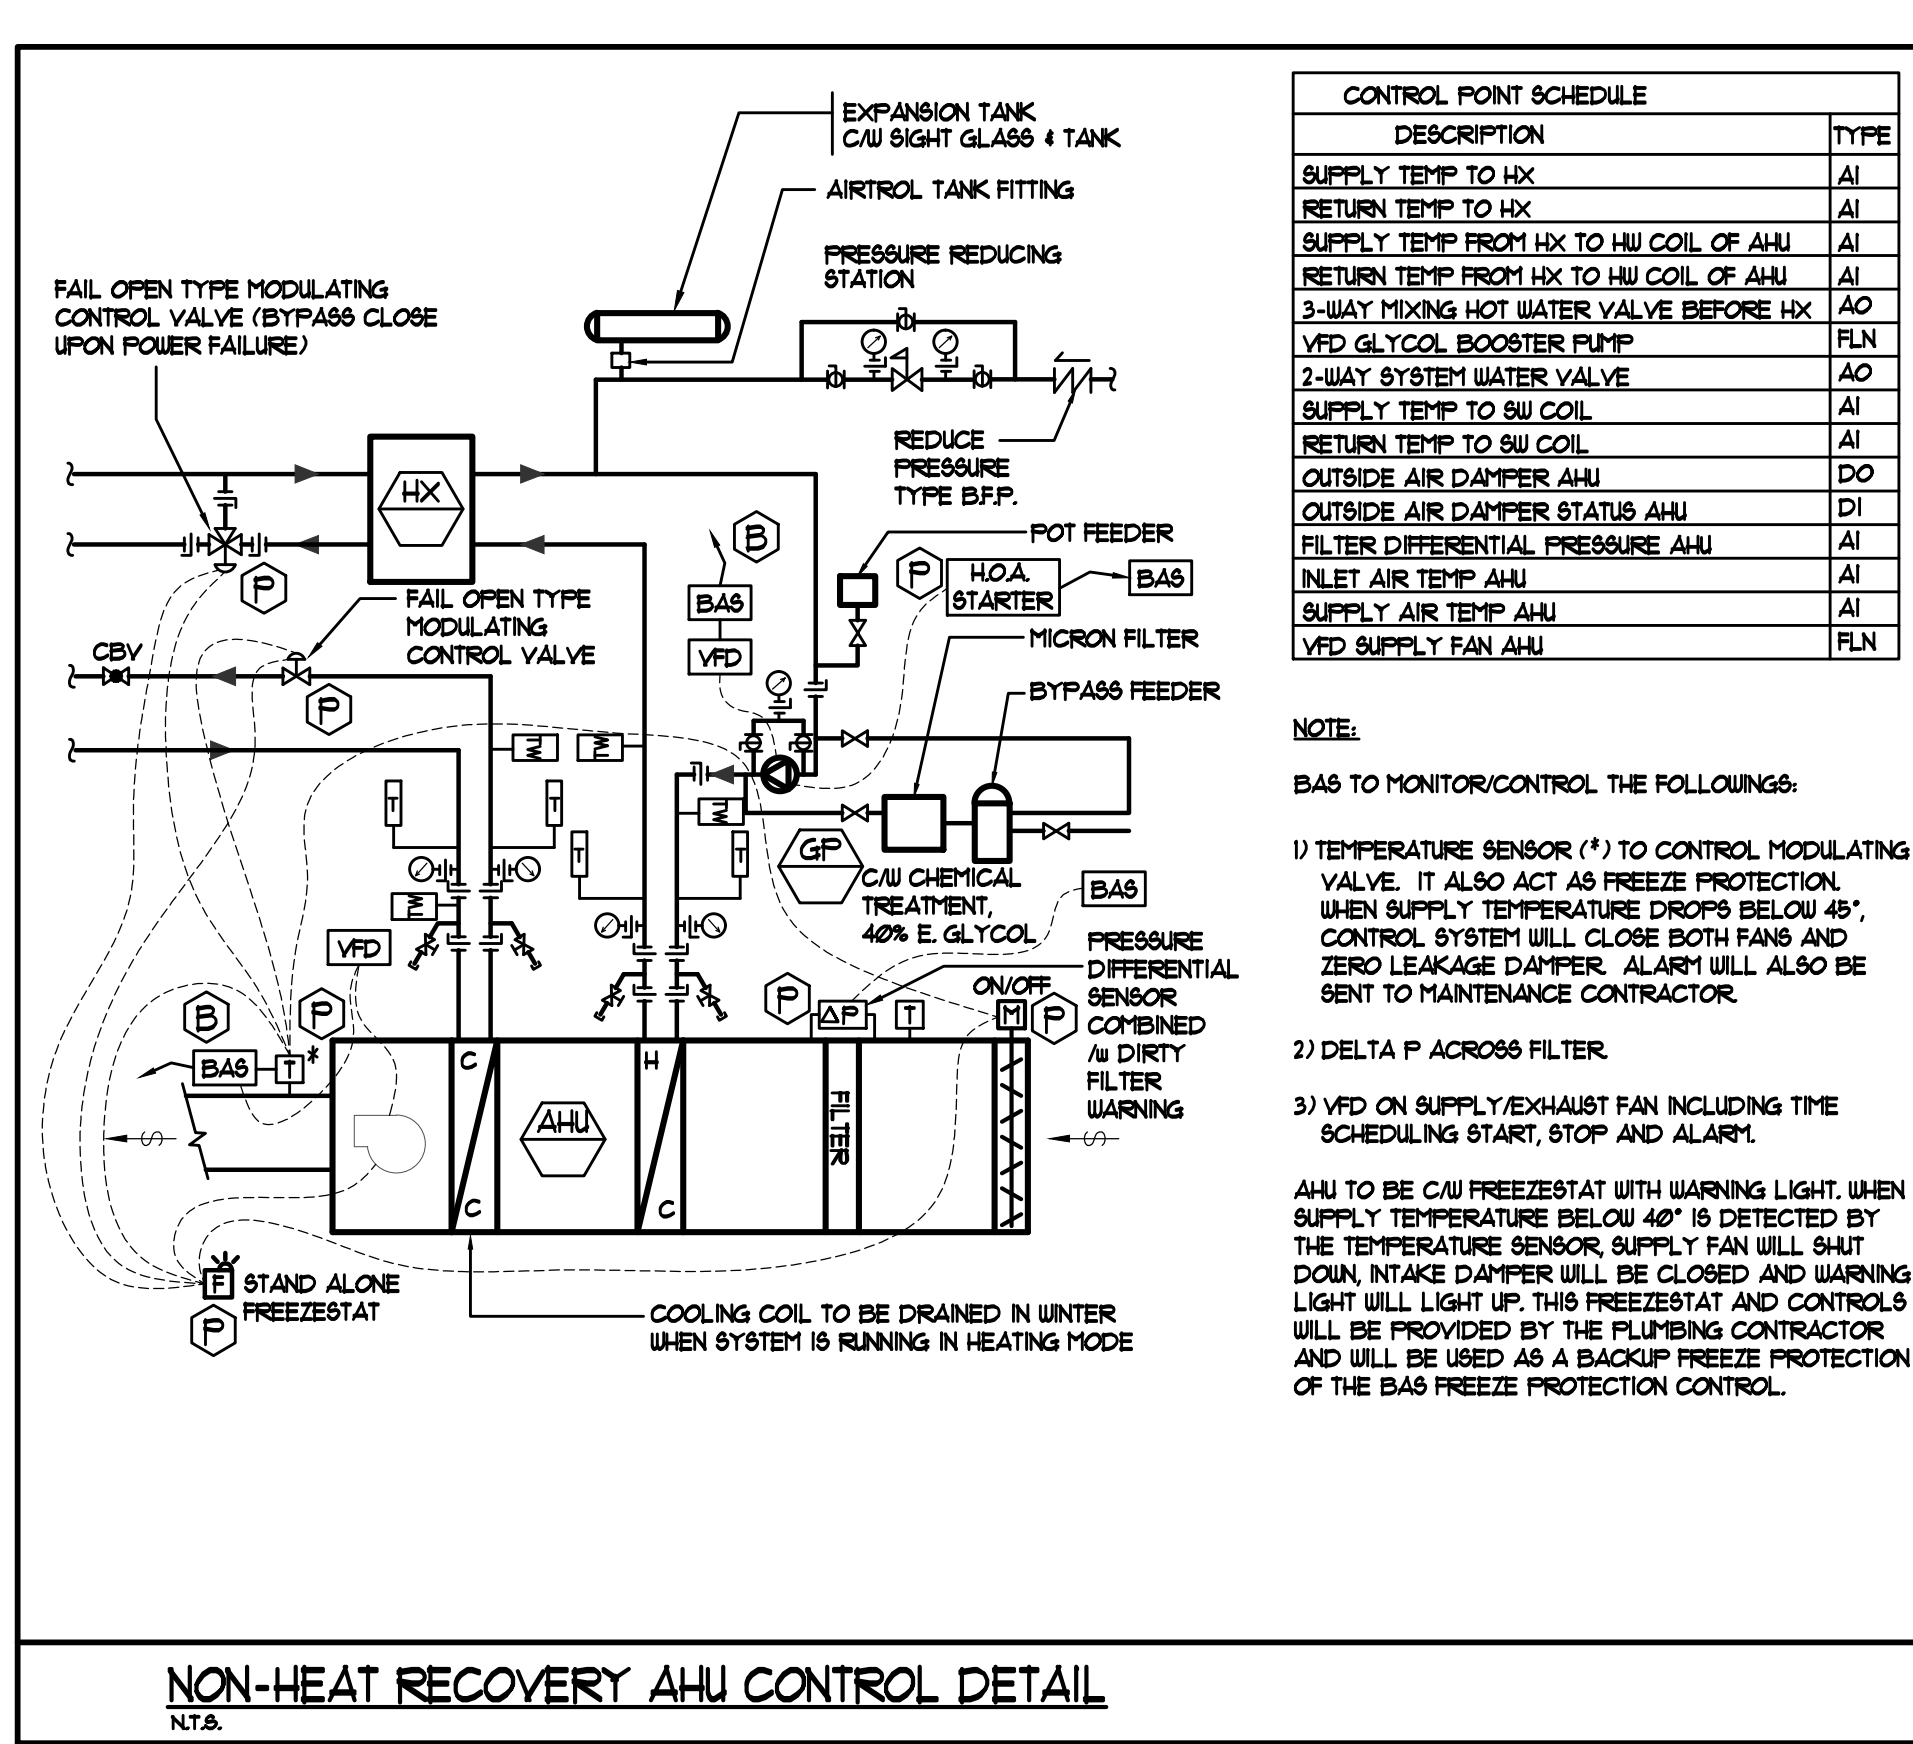 EXPANSION TANK
C/W SIGHT GLASS & TANK
AIRTROL TANK FITTING
PRESSURE REDUCING
STATION
FAIL OPEN TYPE MODULATING
CONTROL VALVE (BYPASS CLOSE
UPON POWER FAILURE)
REDUCE
PRESSURE
TYPE B.F.P.
HX
B
POT FEEDER
P
H.O.A.
STARTER
BAS
P
BAS
FAIL OPEN TYPE
MODULATING
CONTROL VALVE
MICRON FILTER
CBV
VFD
P
BYPASS FEEDER
T
T
T
T
GP
C/W CHEMICAL
TREATMENT,
40% E. GLYCOL
BAS
VFD
PRESSURE
DIFFERENTIAL
SENSOR
COMBINED
/w DIRTY
FILTER
WARNING
ON/OFF
B
P
P
ΔP
T
M
P
BAS
T
*
C
C
AHU
H
C
FILTER
S
S
F
STAND ALONE
FREEZESTAT
P
COOLING COIL TO BE DRAINED IN WINTER
WHEN SYSTEM IS RUNNING IN HEATING MODE
CONTROL POINT SCHEDULE
DESCRIPTION TYPE
SUPPLY TEMP TO HX AI
RETURN TEMP TO HX AI
SUPPLY TEMP FROM HX TO HW COIL OF AHU AI
RETURN TEMP FROM HX TO HW COIL OF AHU AI
3-WAY MIXING HOT WATER VALVE BEFORE HX AO
VFD GLYCOL BOOSTER PUMP FLN
2-WAY SYSTEM WATER VALVE AO
SUPPLY TEMP TO SW COIL AI
RETURN TEMP TO SW COIL AI
OUTSIDE AIR DAMPER AHU DO
OUTSIDE AIR DAMPER STATUS AHU DI
FILTER DIFFERENTIAL PRESSURE AHU AI
INLET AIR TEMP AHU AI
SUPPLY AIR TEMP AHU AI
VFD SUPPLY FAN AHU FLN
NOTE:
BAS TO MONITOR/CONTROL THE FOLLOWINGS:
1) TEMPERATURE SENSOR (*) TO CONTROL MODULATING
VALVE. IT ALSO ACT AS FREEZE PROTECTION.
WHEN SUPPLY TEMPERATURE DROPS BELOW 45°,
CONTROL SYSTEM WILL CLOSE BOTH FANS AND
ZERO LEAKAGE DAMPER. ALARM WILL ALSO BE
SENT TO MAINTENANCE CONTRACTOR.
2) DELTA P ACROSS FILTER.
3) VFD ON SUPPLY/EXHAUST FAN INCLUDING TIME
SCHEDULING START, STOP AND ALARM.
AHU TO BE C/W FREEZESTAT WITH WARNING LIGHT. WHEN
SUPPLY TEMPERATURE BELOW 40° IS DETECTED BY
THE TEMPERATURE SENSOR, SUPPLY FAN WILL SHUT
DOWN, INTAKE DAMPER WILL BE CLOSED AND WARNING
LIGHT WILL LIGHT UP. THIS FREEZESTAT AND CONTROLS
WILL BE PROVIDED BY THE PLUMBING CONTRACTOR
AND WILL BE USED AS A BACKUP FREEZE PROTECTION
OF THE BAS FREEZE PROTECTION CONTROL.
NON-HEAT RECOVERY AHU CONTROL DETAIL
N.T.S.